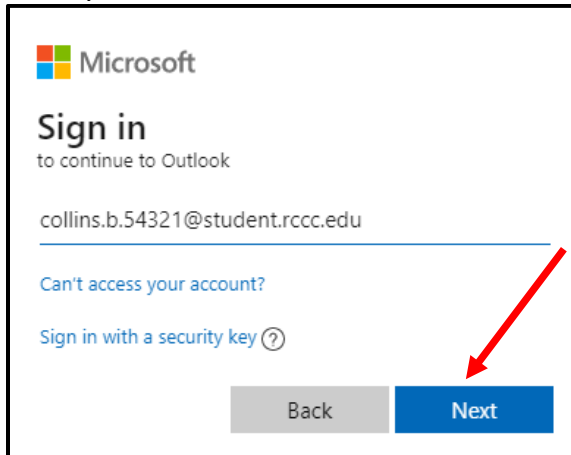 Microsoft
Sign in
to continue to Outlook
collins.b.54321@student.rccc.edu
Can't access your account?
Sign in with a security key ?
Back Next